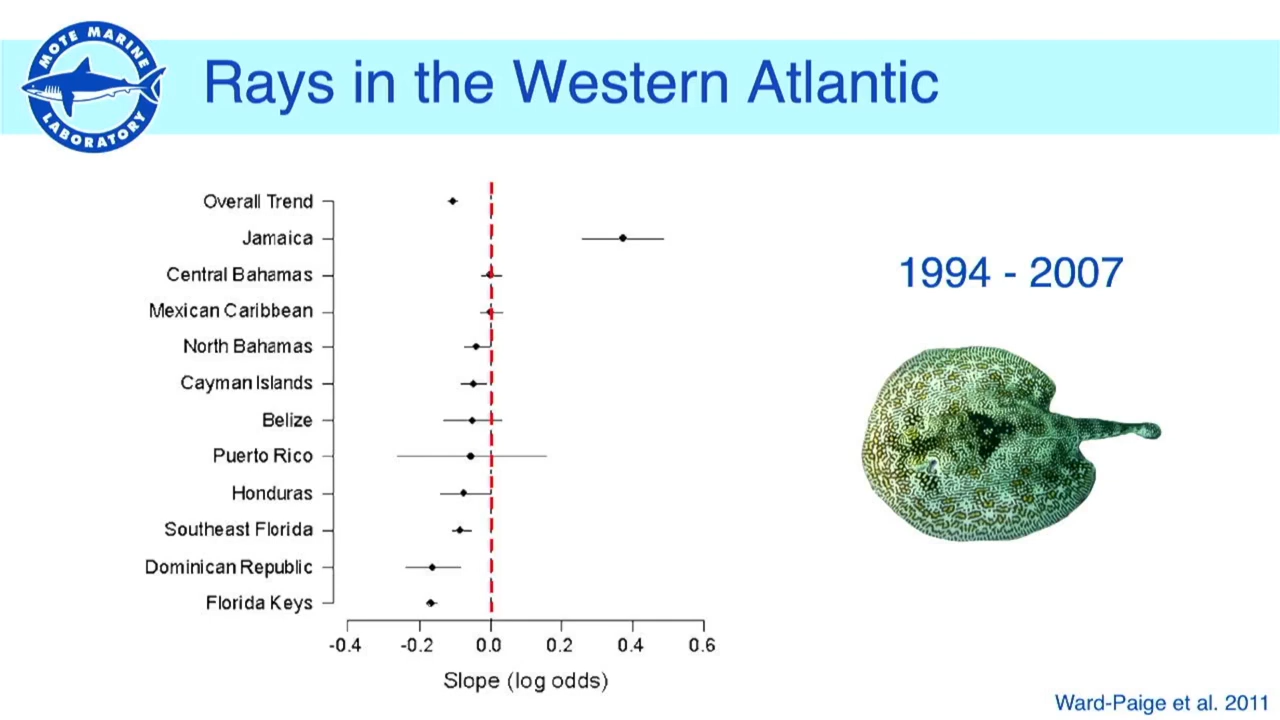 MOTE MARINE
LABORATORY
Rays in the Western Atlantic
Overall Trend
Jamaica
Central Bahamas
Mexican Caribbean
North Bahamas
Cayman Islands
Belize
Puerto Rico
Honduras
Southeast Florida
Dominican Republic
Florida Keys
-0.4 -0.2 0.0 0.2 0.4 0.6
Slope (log odds)
1994 - 2007
Ward-Paige et al. 2011